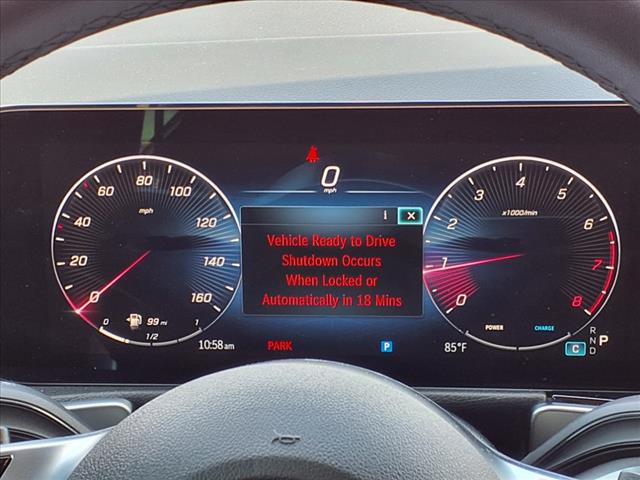 0
mph
i
Vehicle Ready to Drive
Shutdown Occurs
When Locked or
Automatically in 18 Mins
0 20 40 60 80 100 120 140 160
mph
0 1/2 1
99 mi
0 1 2 3 4 5 6 7 8
x1000/min
POWER CHARGE
10:58 am
PARK
P
85°F
C
R
N
D
P